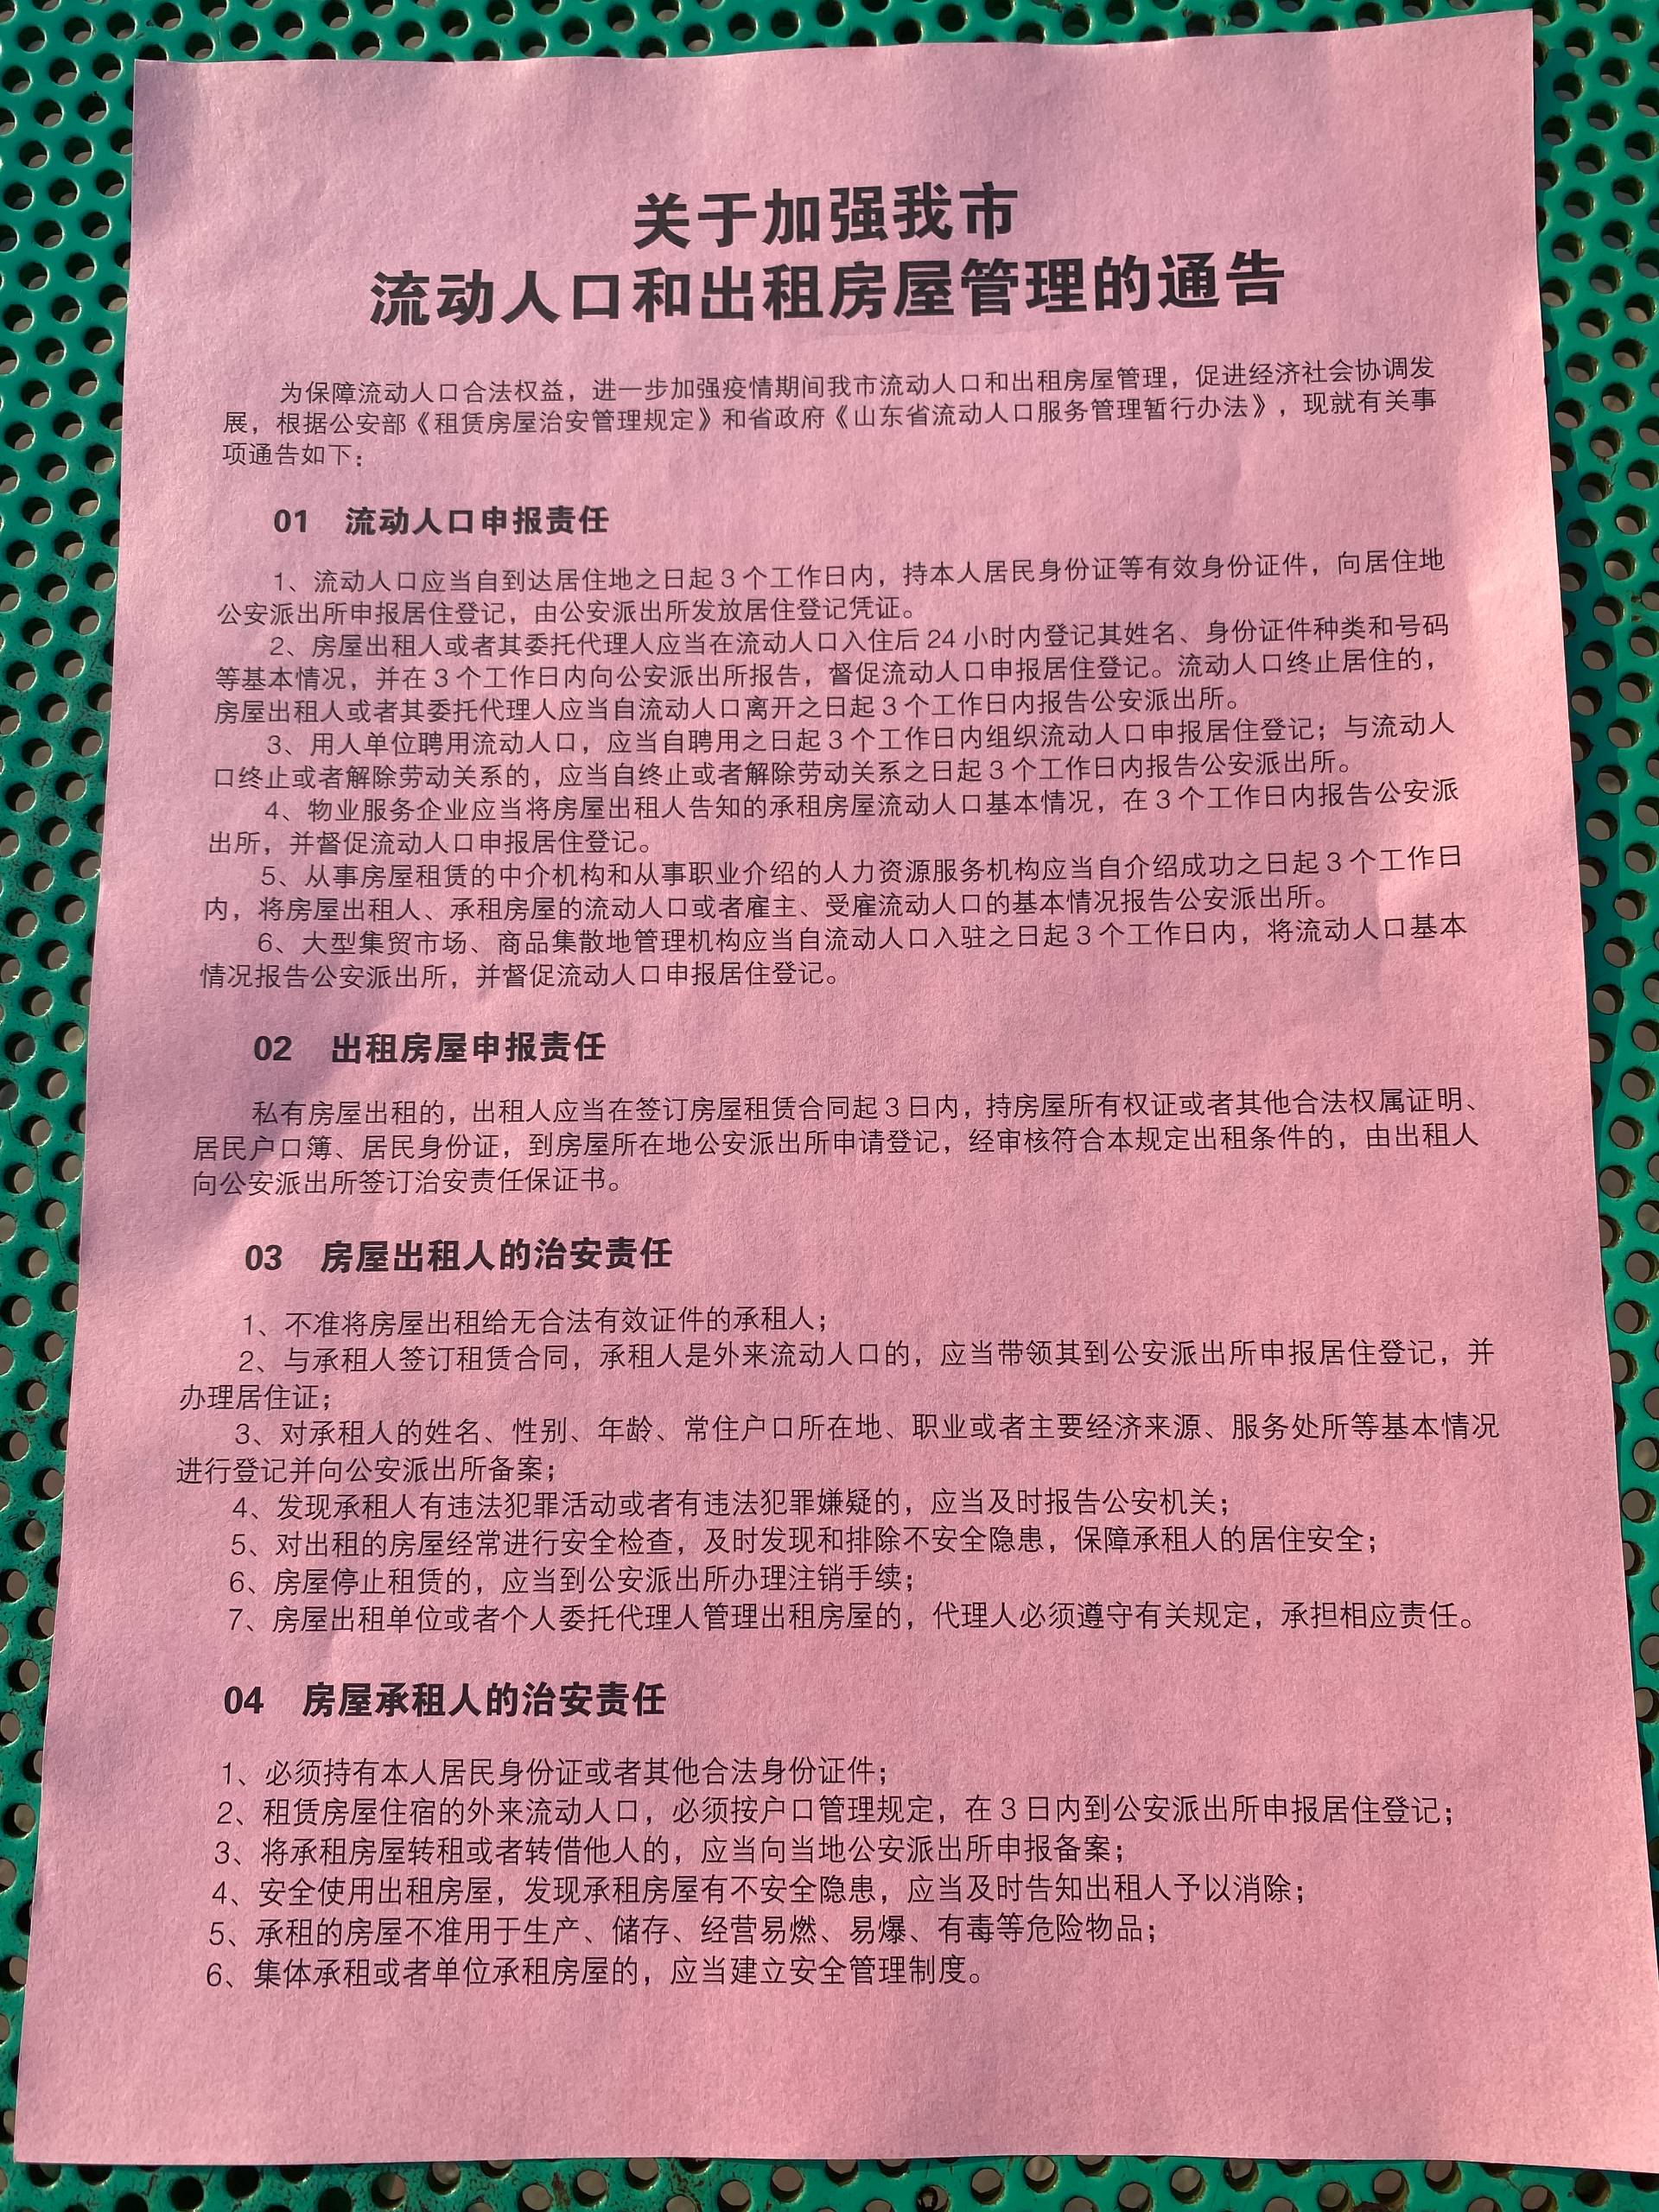 关于加强我市
流动人口和出租房屋管理的通告
为保障流动人口合法权益，进一步加强疫情期间我市流动人口和出租房屋管理，促进经济社会协调发
展，根据公安部《租赁房屋治安管理规定》和省政府《山东省流动人口服务管理暂行办法》，现就有关事
项通告如下：
01 流动人口申报责任
1、流动人口应当自到达居住地之日起3个工作日内，持本人居民身份证等有效身份证件，向居住地
公安派出所申报居住登记，由公安派出所发放居住登记凭证。
2、房屋出租人或者其委托代理人应当在流动人口入住后24小时内登记其姓名、身份证件种类和号码
等基本情况，并在3个工作日内向公安派出所报告，督促流动人口申报居住登记。流动人口终止居住的，
房屋出租人或者其委托代理人应当自流动人口离开之日起3个工作日内报告公安派出所。
3、用人单位聘用流动人口，应当自聘用之日起3个工作日内组织流动人口申报居住登记；与流动人
口终止或者解除劳动关系的，应当自终止或者解除劳动关系之日起3个工作日内报告公安派出所。
4、物业服务企业应当将房屋出租人告知的承租房屋流动人口基本情况，在3个工作日内报告公安派
出所，并督促流动人口申报居住登记。
5、从事房屋租赁的中介机构和从事职业介绍的人力资源服务机构应当自介绍成功之日起3个工作日
内，将房屋出租人、承租房屋的流动人口或者雇主、受雇流动人口的基本情况报告公安派出所。
6、大型集贸市场、商品集散地管理机构应当自流动人口入驻之日起3个工作日内，将流动人口基本
情况报告公安派出所，并督促流动人口申报居住登记。
02 出租房屋申报责任
私有房屋出租的，出租人应当在签订房屋租赁合同起3日内，持房屋所有权证或者其他合法权属证明、
居民户口簿、居民身份证，到房屋所在地公安派出所申请登记，经审核符合本规定出租条件的，由出租人
向公安派出所签订治安责任保证书。
03 房屋出租人的治安责任
1、不准将房屋出租给无合法有效证件的承租人；
2、与承租人签订租赁合同，承租人是外来流动人口的，应当带领其到公安派出所申报居住登记，并
办理居住证；
3、对承租人的姓名、性别、年龄、常住户口所在地、职业或者主要经济来源、服务处所等基本情况
进行登记并向公安派出所备案；
4、发现承租人有违法犯罪活动或者有违法犯罪嫌疑的，应当及时报告公安机关；
5、对出租的房屋经常进行安全检查，及时发现和排除不安全隐患，保障承租人的居住安全；
6、房屋停止租赁的，应当到公安派出所办理注销手续；
7、房屋出租单位或者个人委托代理人管理出租房屋的，代理人必须遵守有关规定，承担相应责任。
04 房屋承租人的治安责任
1、必须持有本人居民身份证或者其他合法身份证件；
2、租赁房屋住宿的外来流动人口，必须按户口管理规定，在3日内到公安派出所申报居住登记；
3、将承租房屋转租或者转借他人的，应当向当地公安派出所申报备案；
4、安全使用出租房屋，发现承租房屋有不安全隐患，应当及时告知出租人予以消除；
5、承租的房屋不准用于生产、储存、经营易燃、易爆、有毒等危险物品；
6、集体承租或者单位承租房屋的，应当建立安全管理制度。